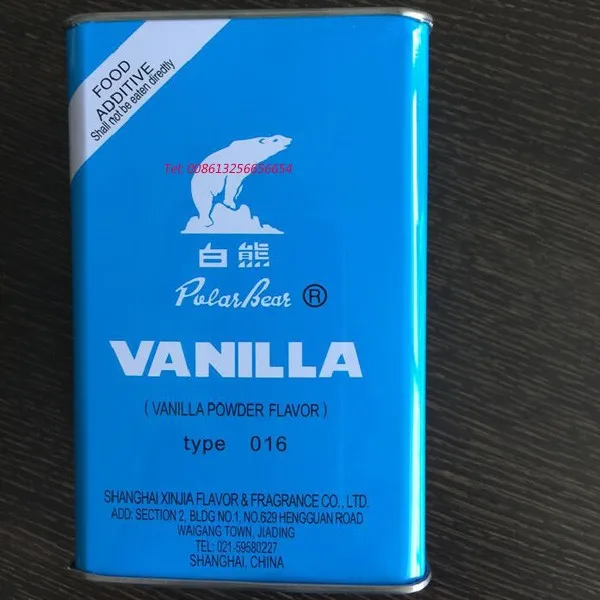 FOOD
ADDITIVE
Shall not be eaten directly
Tel: 008613256656654
白熊
Polar Bear ®
VANILLA
( VANILLA POWDER FLAVOR )
type 016
SHANGHAI XINJIA FLAVOR & FRAGRANCE CO., LTD.
ADD: SECTION 2, BLDG NO.1, NO.629 HENGGUAN ROAD
WAIGANG TOWN, JIADING
TEL: 021-59580227
SHANGHAI, CHINA